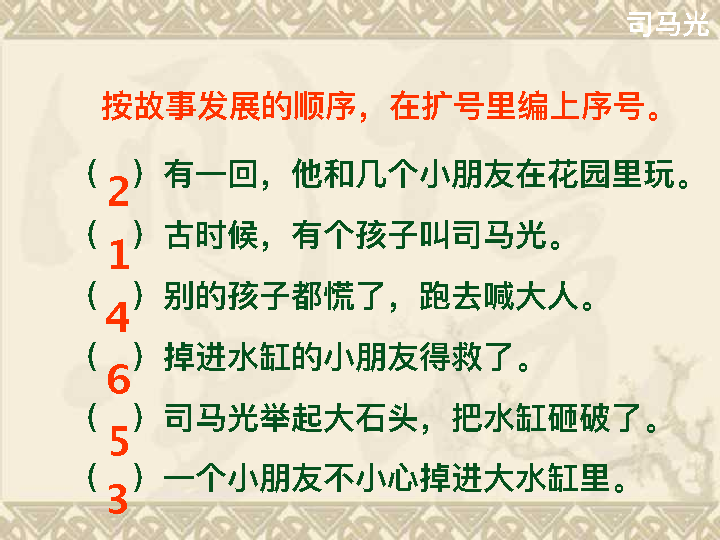 司马光
按故事发展的顺序，在扩号里编上序号。
（2）有一回，他和几个小朋友在花园里玩。
（1）古时候，有个孩子叫司马光。
（4）别的孩子都慌了，跑去喊大人。
（6）掉进水缸的小朋友得救了。
（5）司马光举起大石头，把水缸砸破了。
（3）一个小朋友不小心掉进大水缸里。